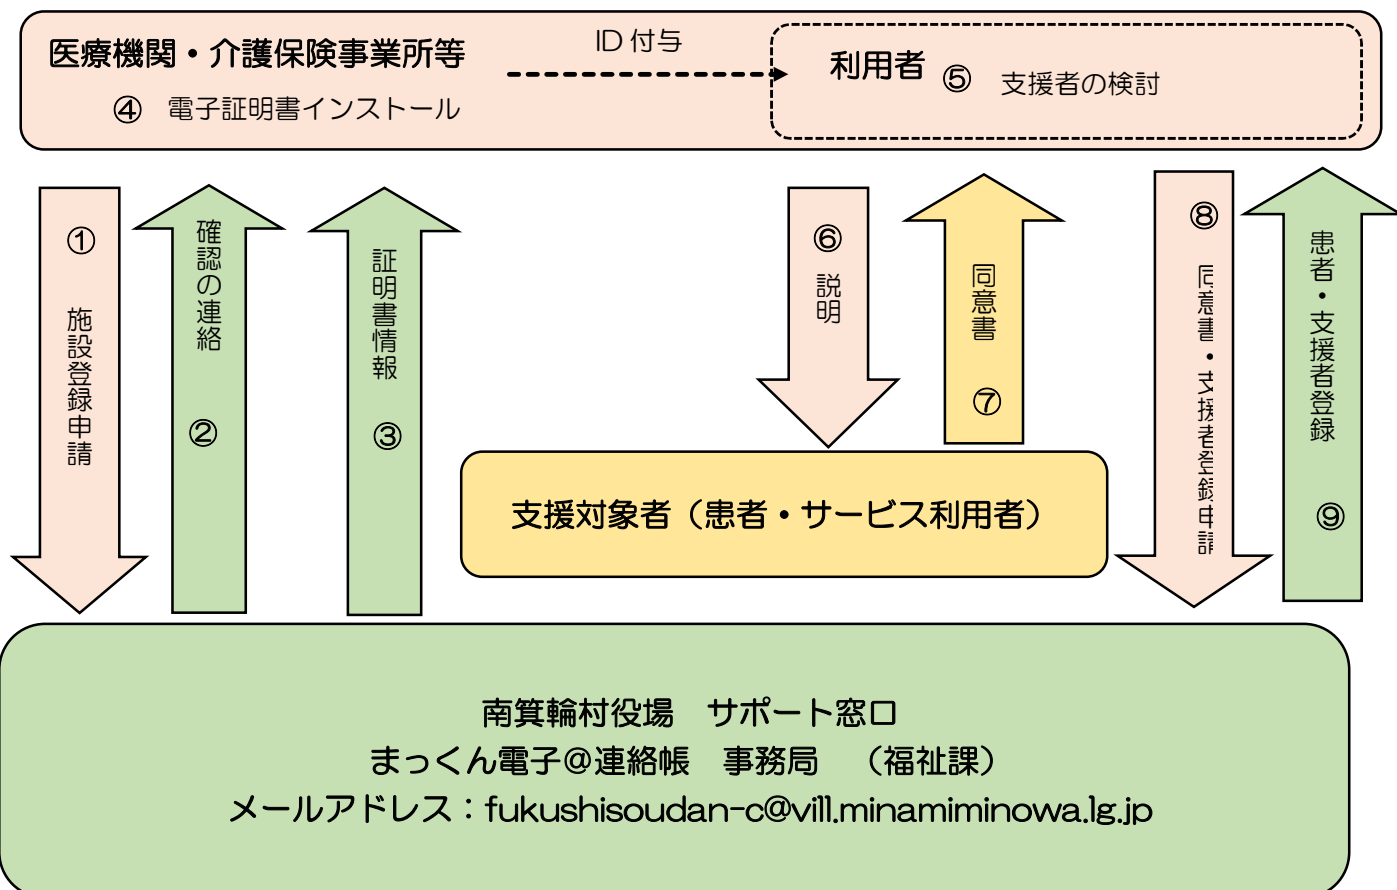 医療機関・介護保険事業所等
ID 付与
利用者
⑤ 支援者の検討
④ 電子証明書インストール
① 施設登録申請
確認の連絡 ②
証明書情報 ③
⑥ 説明
同意書 ⑦
⑧ 同意書・支援者登録申請
患者・支援者登録 ⑨
支援対象者（患者・サービス利用者）
南箕輪村役場 サポート窓口
まっくん電子＠連絡帳 事務局 （福祉課）
メールアドレス：fukushisoudan-c@vill.minamiminowa.lg.jp